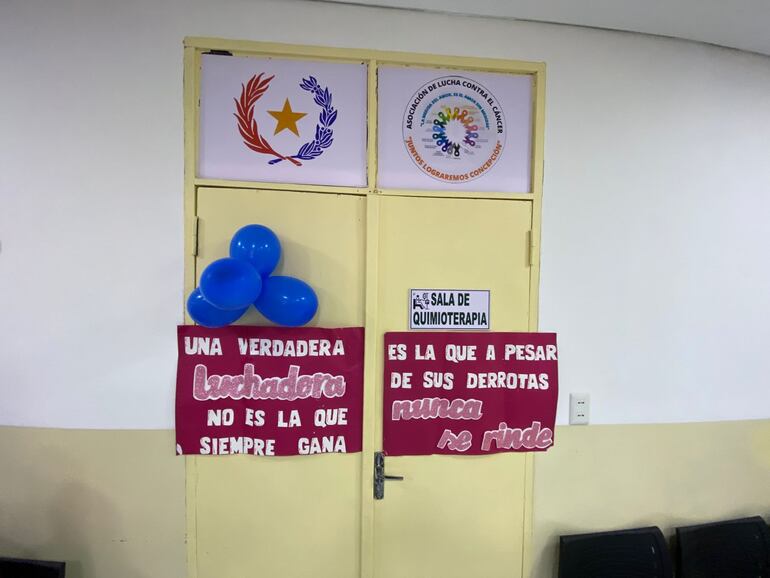 ASOCIACIÓN DE LUCHA CONTRA EL CÁNCER
"JUNTOS LOGRAREMOS CONCEPCIÓN"
SALA DE
QUIMIOTERAPIA
UNA VERDADERA
Luchadora
NO ES LA QUE
SIEMPRE GANA
ES LA QUE A PESAR
DE SUS DERROTAS
nunca
se rinde